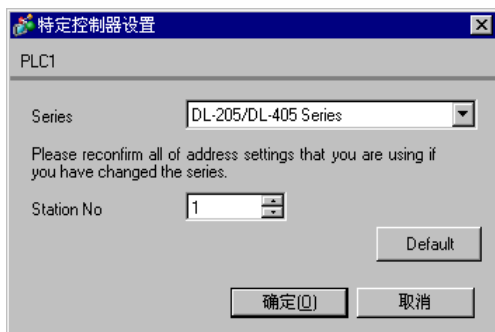 特定控制器设置
PLC1
Series
DL-205/DL-405 Series
Please reconfirm all of address settings that you are using if
you have changed the series.
Station No
1
Default
确定(O)
取消